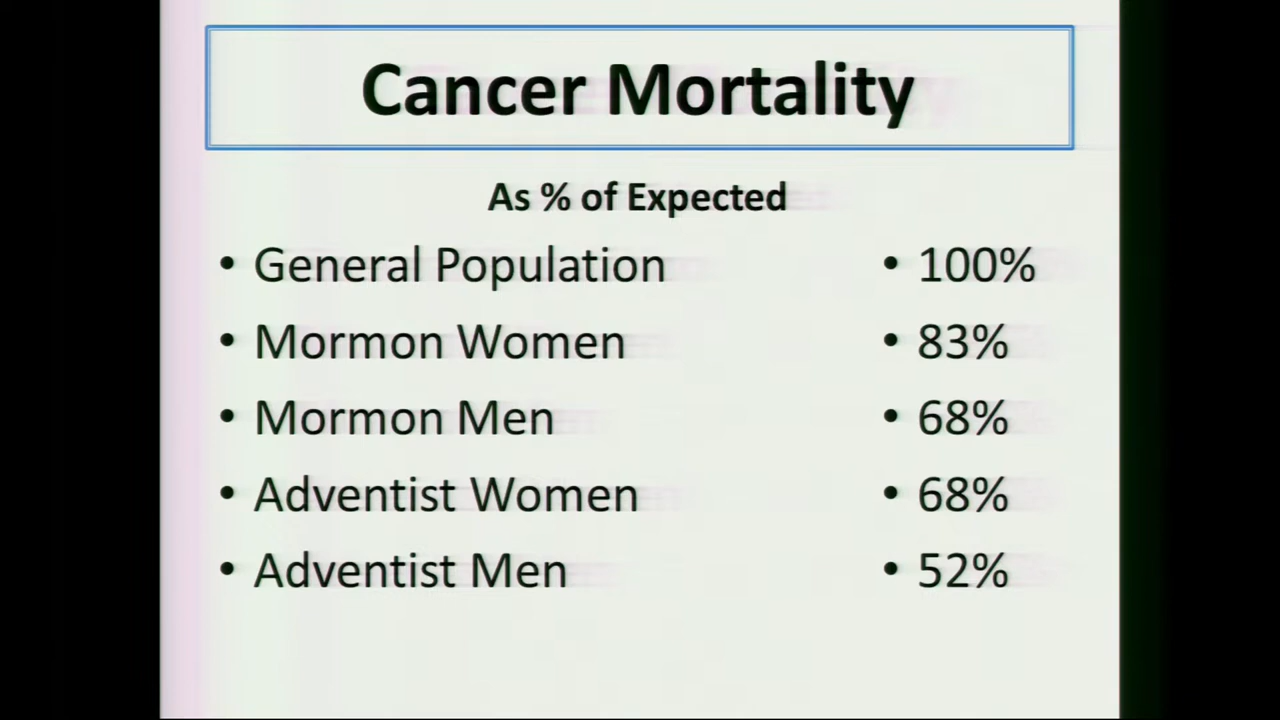 Cancer Mortality
As % of Expected
• General Population • 100%
• Mormon Women • 83%
• Mormon Men • 68%
• Adventist Women • 68%
• Adventist Men • 52%